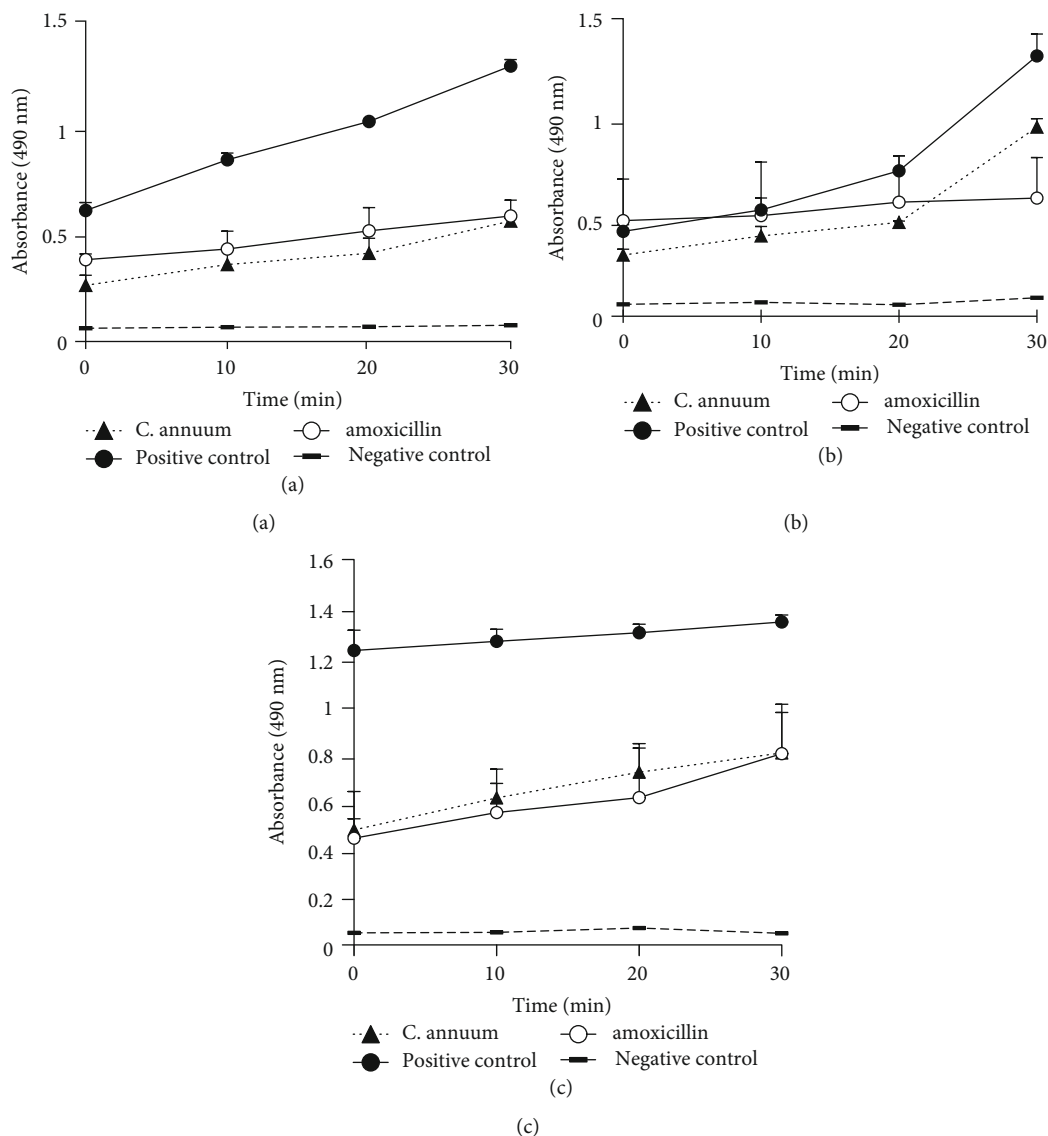 1.5
1
0.5
0
Absorbance (490 nm)
0 10 20 30
Time (min)
C. annuum amoxicillin
Positive control Negative control
(a)
(a)
1.5
1
0.5
0
Absorbance (490 nm)
0 10 20 30
Time (min)
C. annuum amoxicillin
Positive control Negative control
(b)
(b)
1.6
1.4
1.2
1
0.8
0.6
0.4
0.2
0
Absorbance (490 nm)
0 10 20 30
Time (min)
C. annuum amoxicillin
Positive control Negative control
(c)
(c)